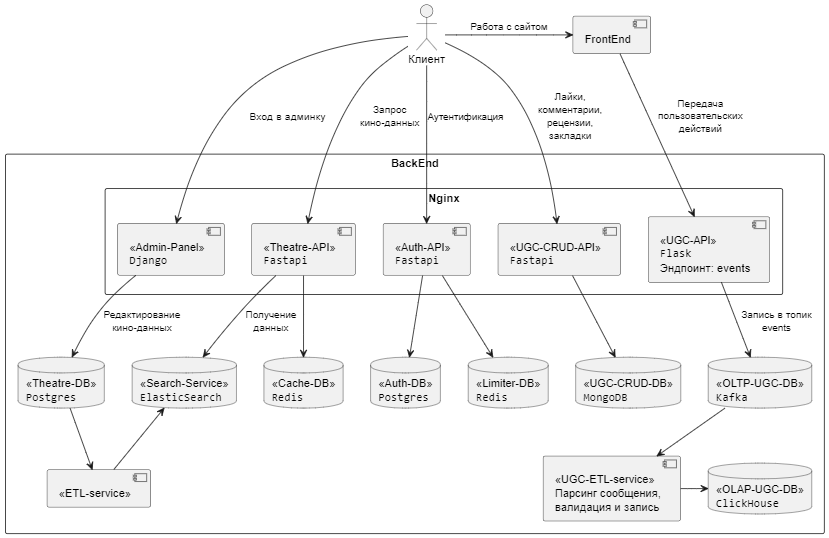 Работа с сайтом
FrontEnd
Клиент
Вход в админку
Запрос
кино-данных
Аутентификация
Лайки,
комментарии,
рецензии,
закладки
Передача
пользовательских
действий
BackEnd
Nginx
«Admin-Panel»
Django
«Theatre-API»
Fastapi
«Auth-API»
Fastapi
«UGC-CRUD-API»
Fastapi
«UGC-API»
Flask
Эндпоинт: events
Редактирование
кино-данных
Получение
данных
Запись в топик
events
«Theatre-DB»
Postgres
«Search-Service»
ElasticSearch
«Cache-DB»
Redis
«Auth-DB»
Postgres
«Limiter-DB»
Redis
«UGC-CRUD-DB»
MongoDB
«OLTP-UGC-DB»
Kafka
«ETL-service»
«UGC-ETL-service»
Парсинг сообщения,
валидация и запись
«OLAP-UGC-DB»
ClickHouse